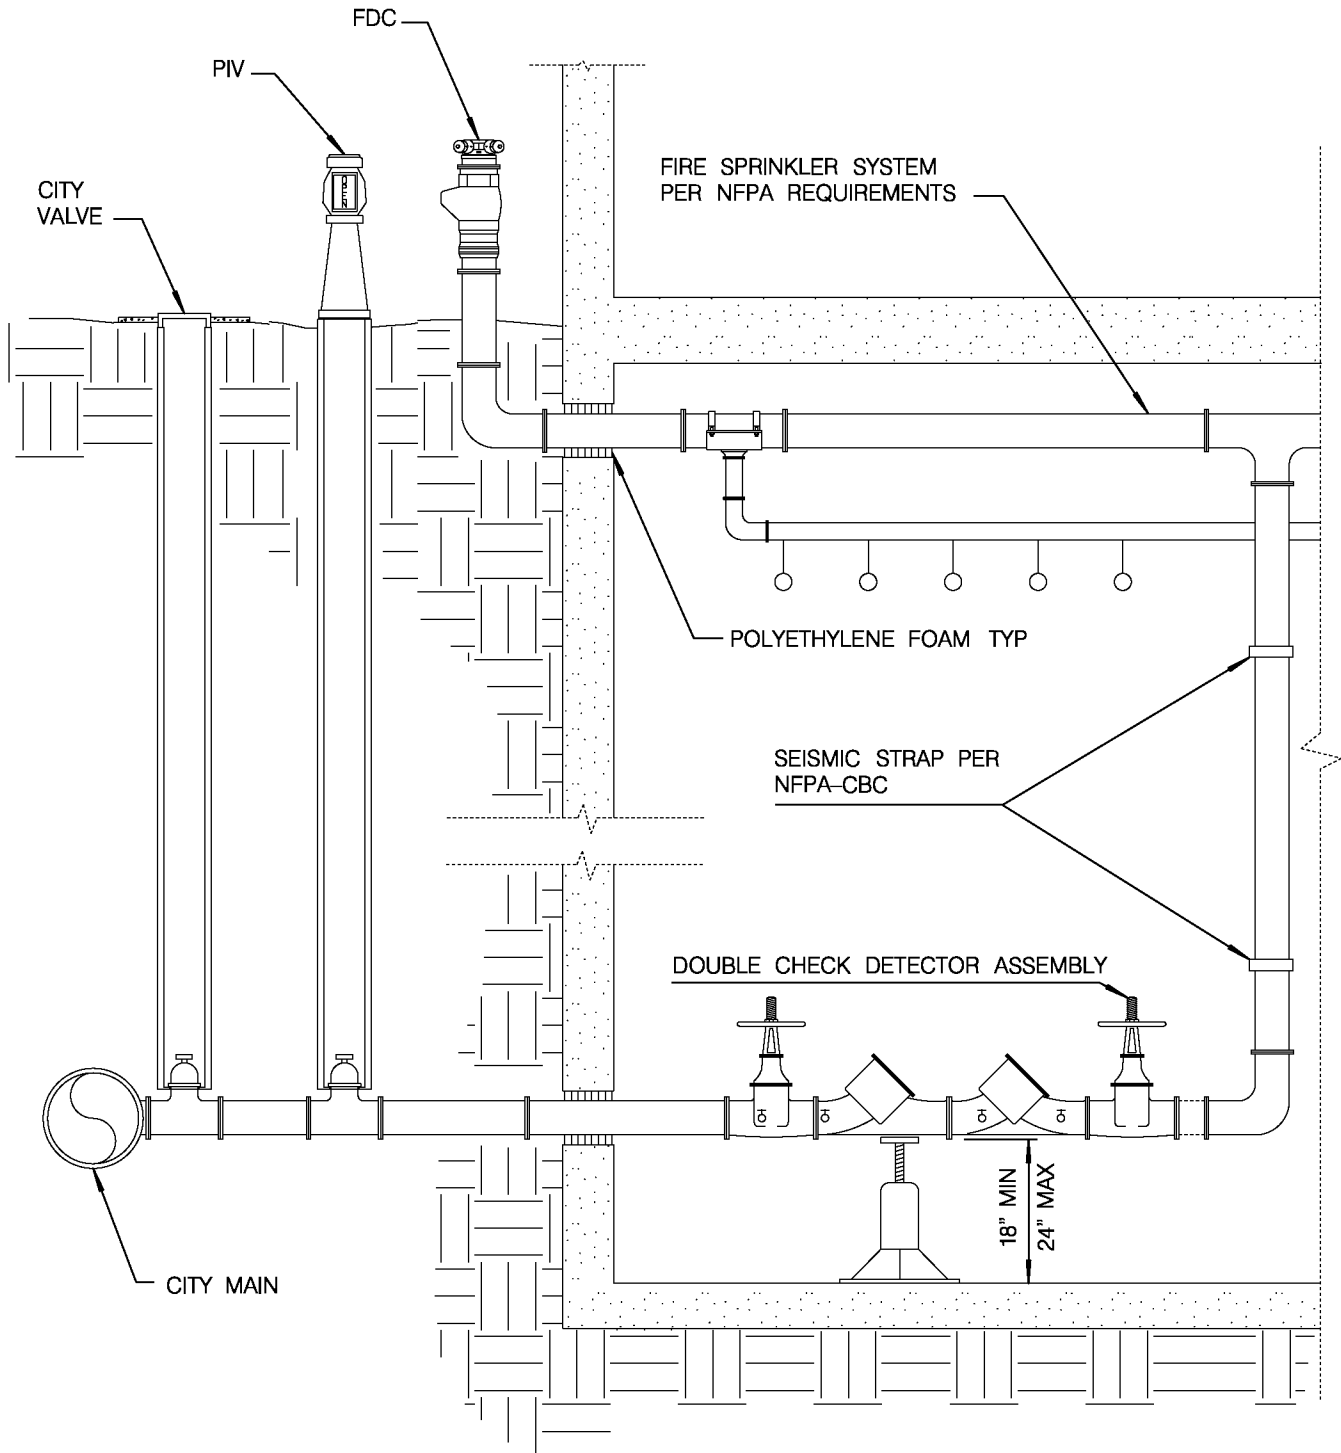 FDC
PIV
CITY
VALVE
OPEN
FIRE SPRINKLER SYSTEM
PER NFPA REQUIREMENTS
POLYETHYLENE FOAM TYP
SEISMIC STRAP PER
NFPA-CBC
DOUBLE CHECK DETECTOR ASSEMBLY
18" MIN
24" MAX
CITY MAIN